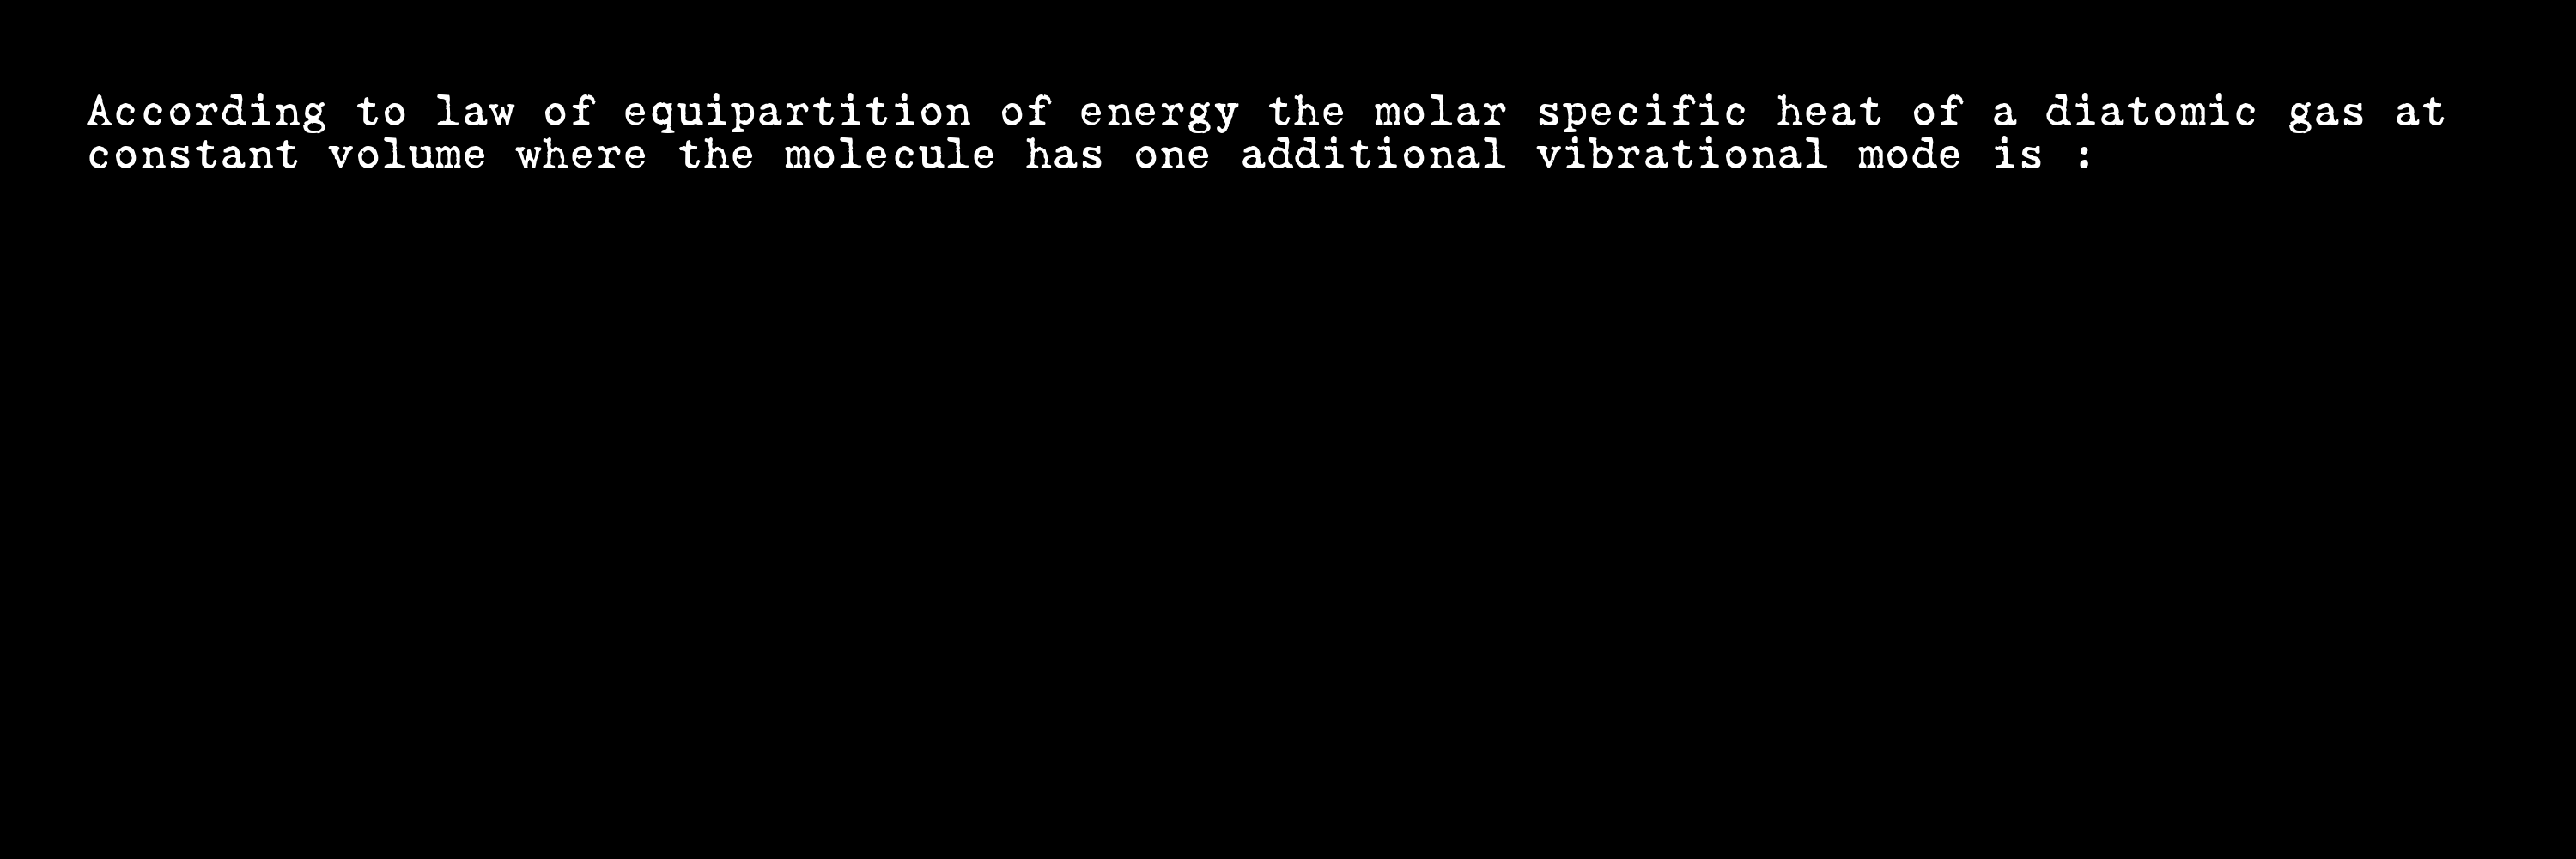 According to law of equipartition of energy the molar specific heat of a diatomic gas at
constant volume where the molecule has one additional vibrational mode is :